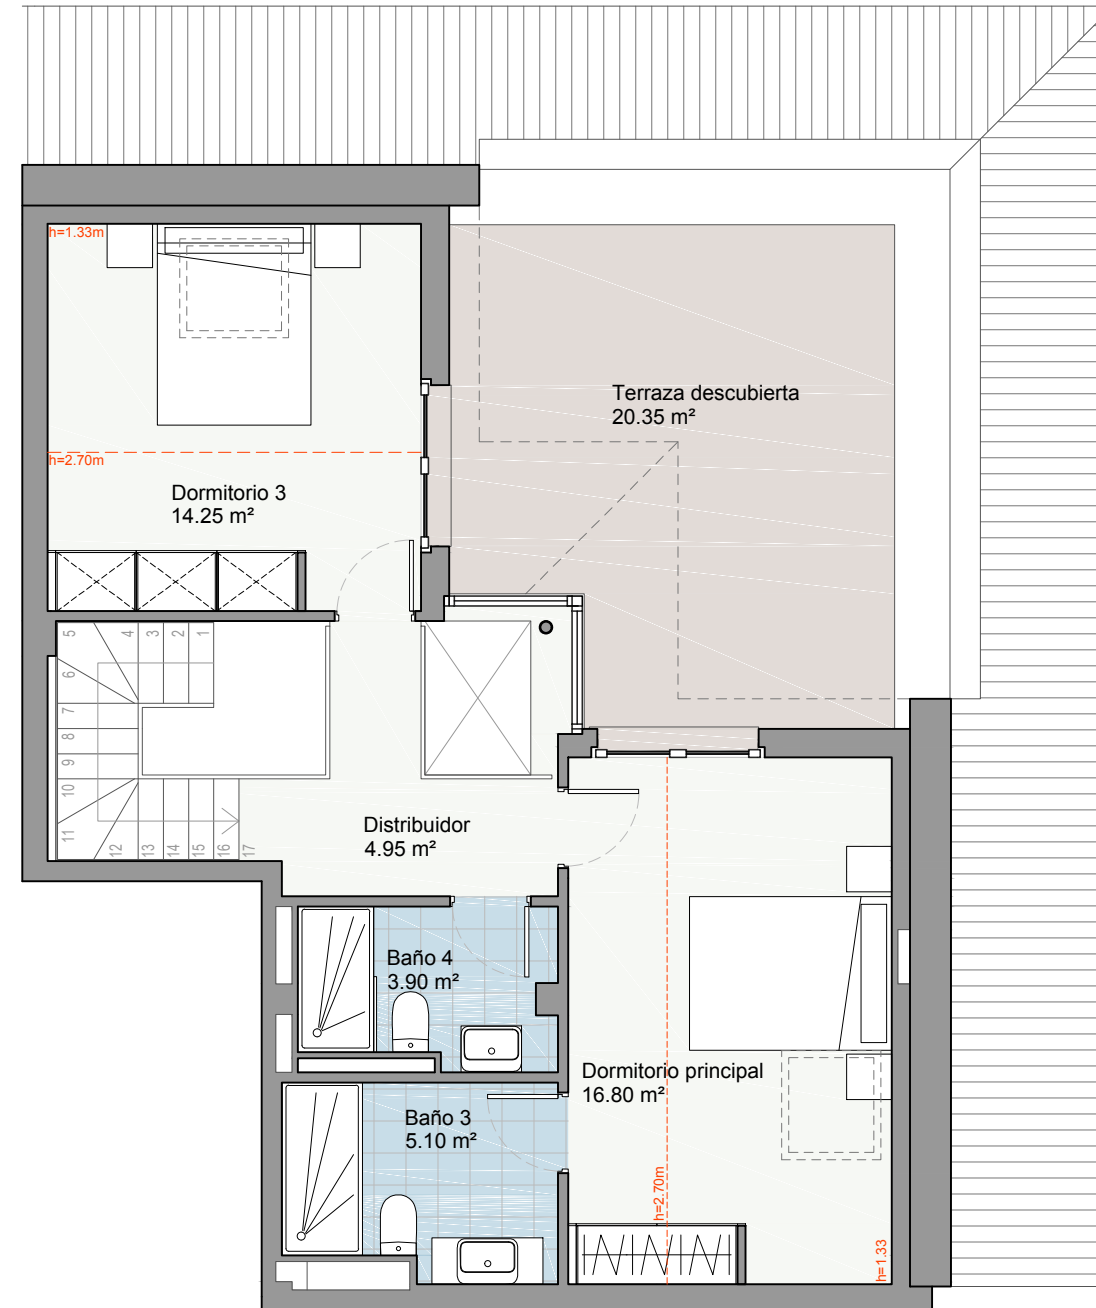 h=1.33m
Terraza descubierta
20.35 m²
h=2.70m
Dormitorio 3
14.25 m²
5
4
3
2
1
6
7
8
9
10
11
12
13
14
15
16
17
Distribuidor
4.95 m²
Baño 4
3.90 m²
Dormitorio principal
16.80 m²
Baño 3
5.10 m²
h=2.70m
h=1.33